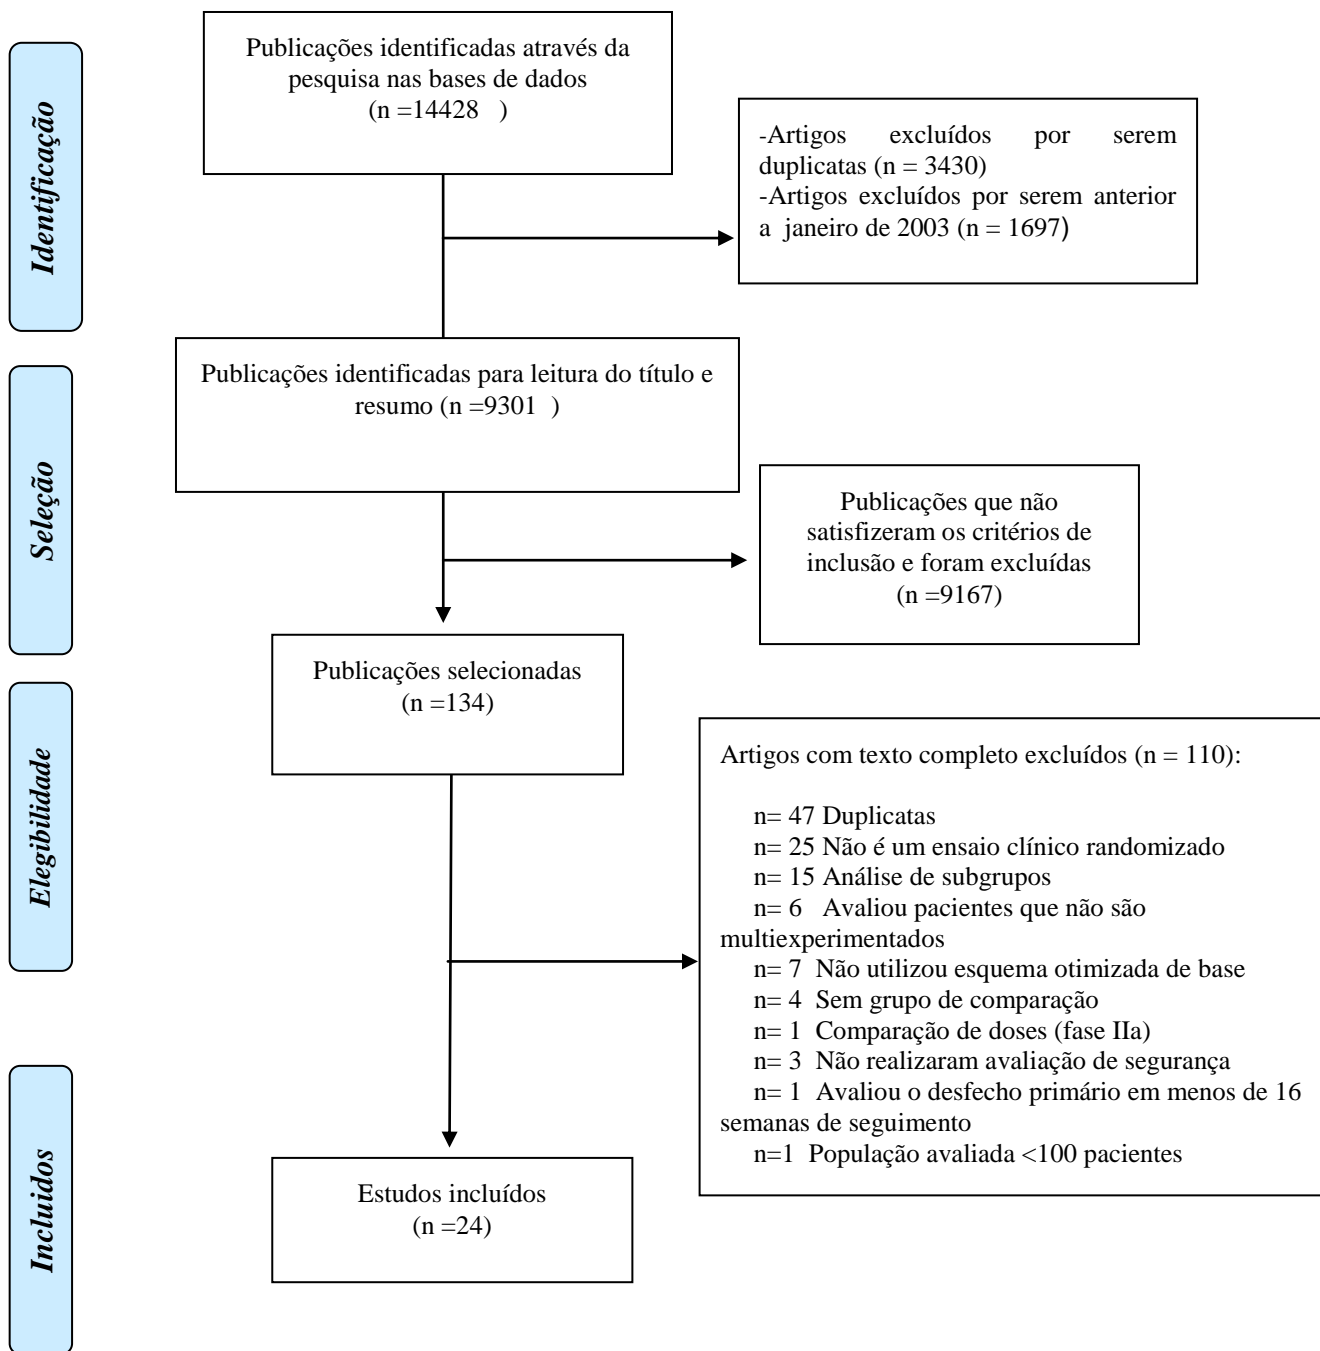 Identificação
Publicações identificadas através da
pesquisa nas bases de dados
(n =14428 )
-Artigos excluídos por serem
duplicatas (n = 3430)
-Artigos excluídos por serem anterior
a janeiro de 2003 (n = 1697)
Seleção
Publicações identificadas para leitura do título e
resumo (n =9301 )
Publicações que não
satisfizeram os critérios de
inclusão e foram excluídas
(n =9167)
Elegibilidade
Publicações selecionadas
(n =134)
Artigos com texto completo excluídos (n = 110):
n= 47 Duplicatas
n= 25 Não é um ensaio clínico randomizado
n= 15 Análise de subgrupos
n= 6 Avaliou pacientes que não são
multiexperimentados
n= 7 Não utilizou esquema otimizada de base
n= 4 Sem grupo de comparação
n= 1 Comparação de doses (fase IIa)
n= 3 Não realizaram avaliação de segurança
n= 1 Avaliou o desfecho primário em menos de 16
semanas de seguimento
n=1 População avaliada <100 pacientes
Incluidos
Estudos incluídos
(n =24)